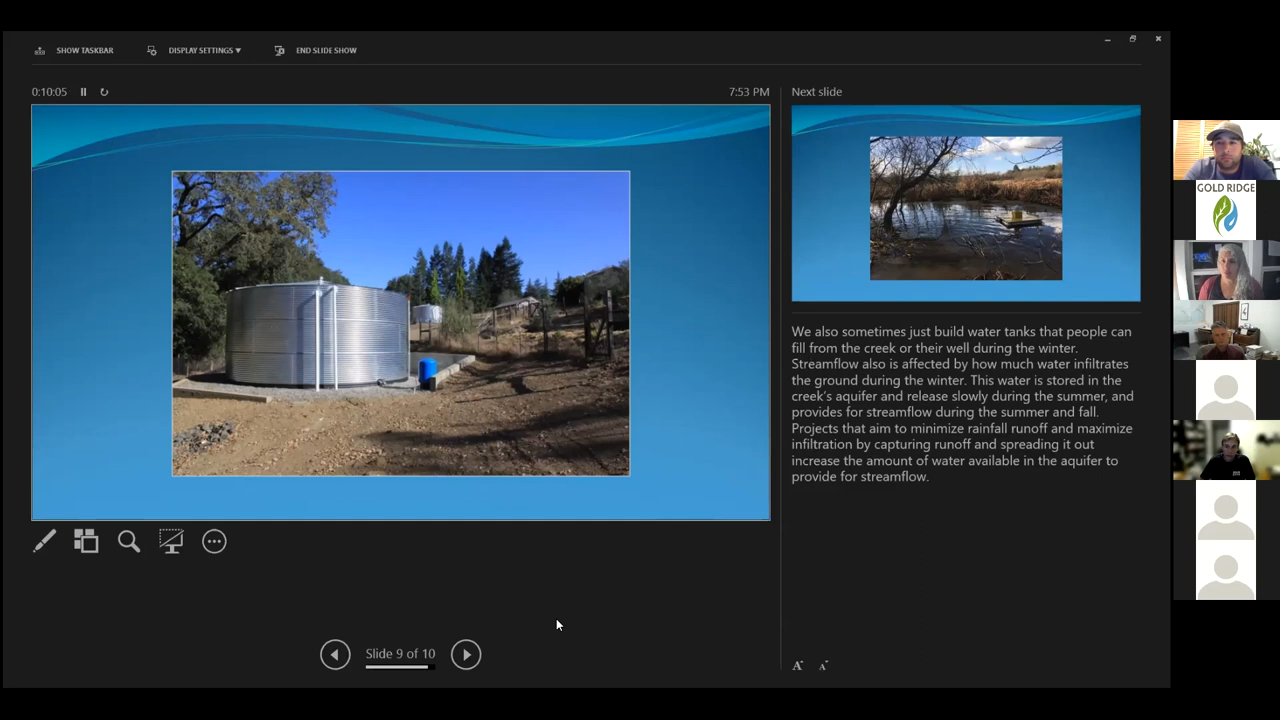 SHOW TASKBAR
DISPLAY SETTINGS ▾
END SLIDE SHOW
0:10:05
7:53 PM
Next slide
GOLD RIDGE
We also sometimes just build water tanks that people can
fill from the creek or their well during the winter.
Streamflow also is affected by how much water infiltrates
the ground during the winter. This water is stored in the
creek's aquifer and release slowly during the summer, and
provides for streamflow during the summer and fall.
Projects that aim to minimize rainfall runoff and maximize
infiltration by capturing runoff and spreading it out
increase the amount of water available in the aquifer to
provide for streamflow.
Slide 9 of 10
A A